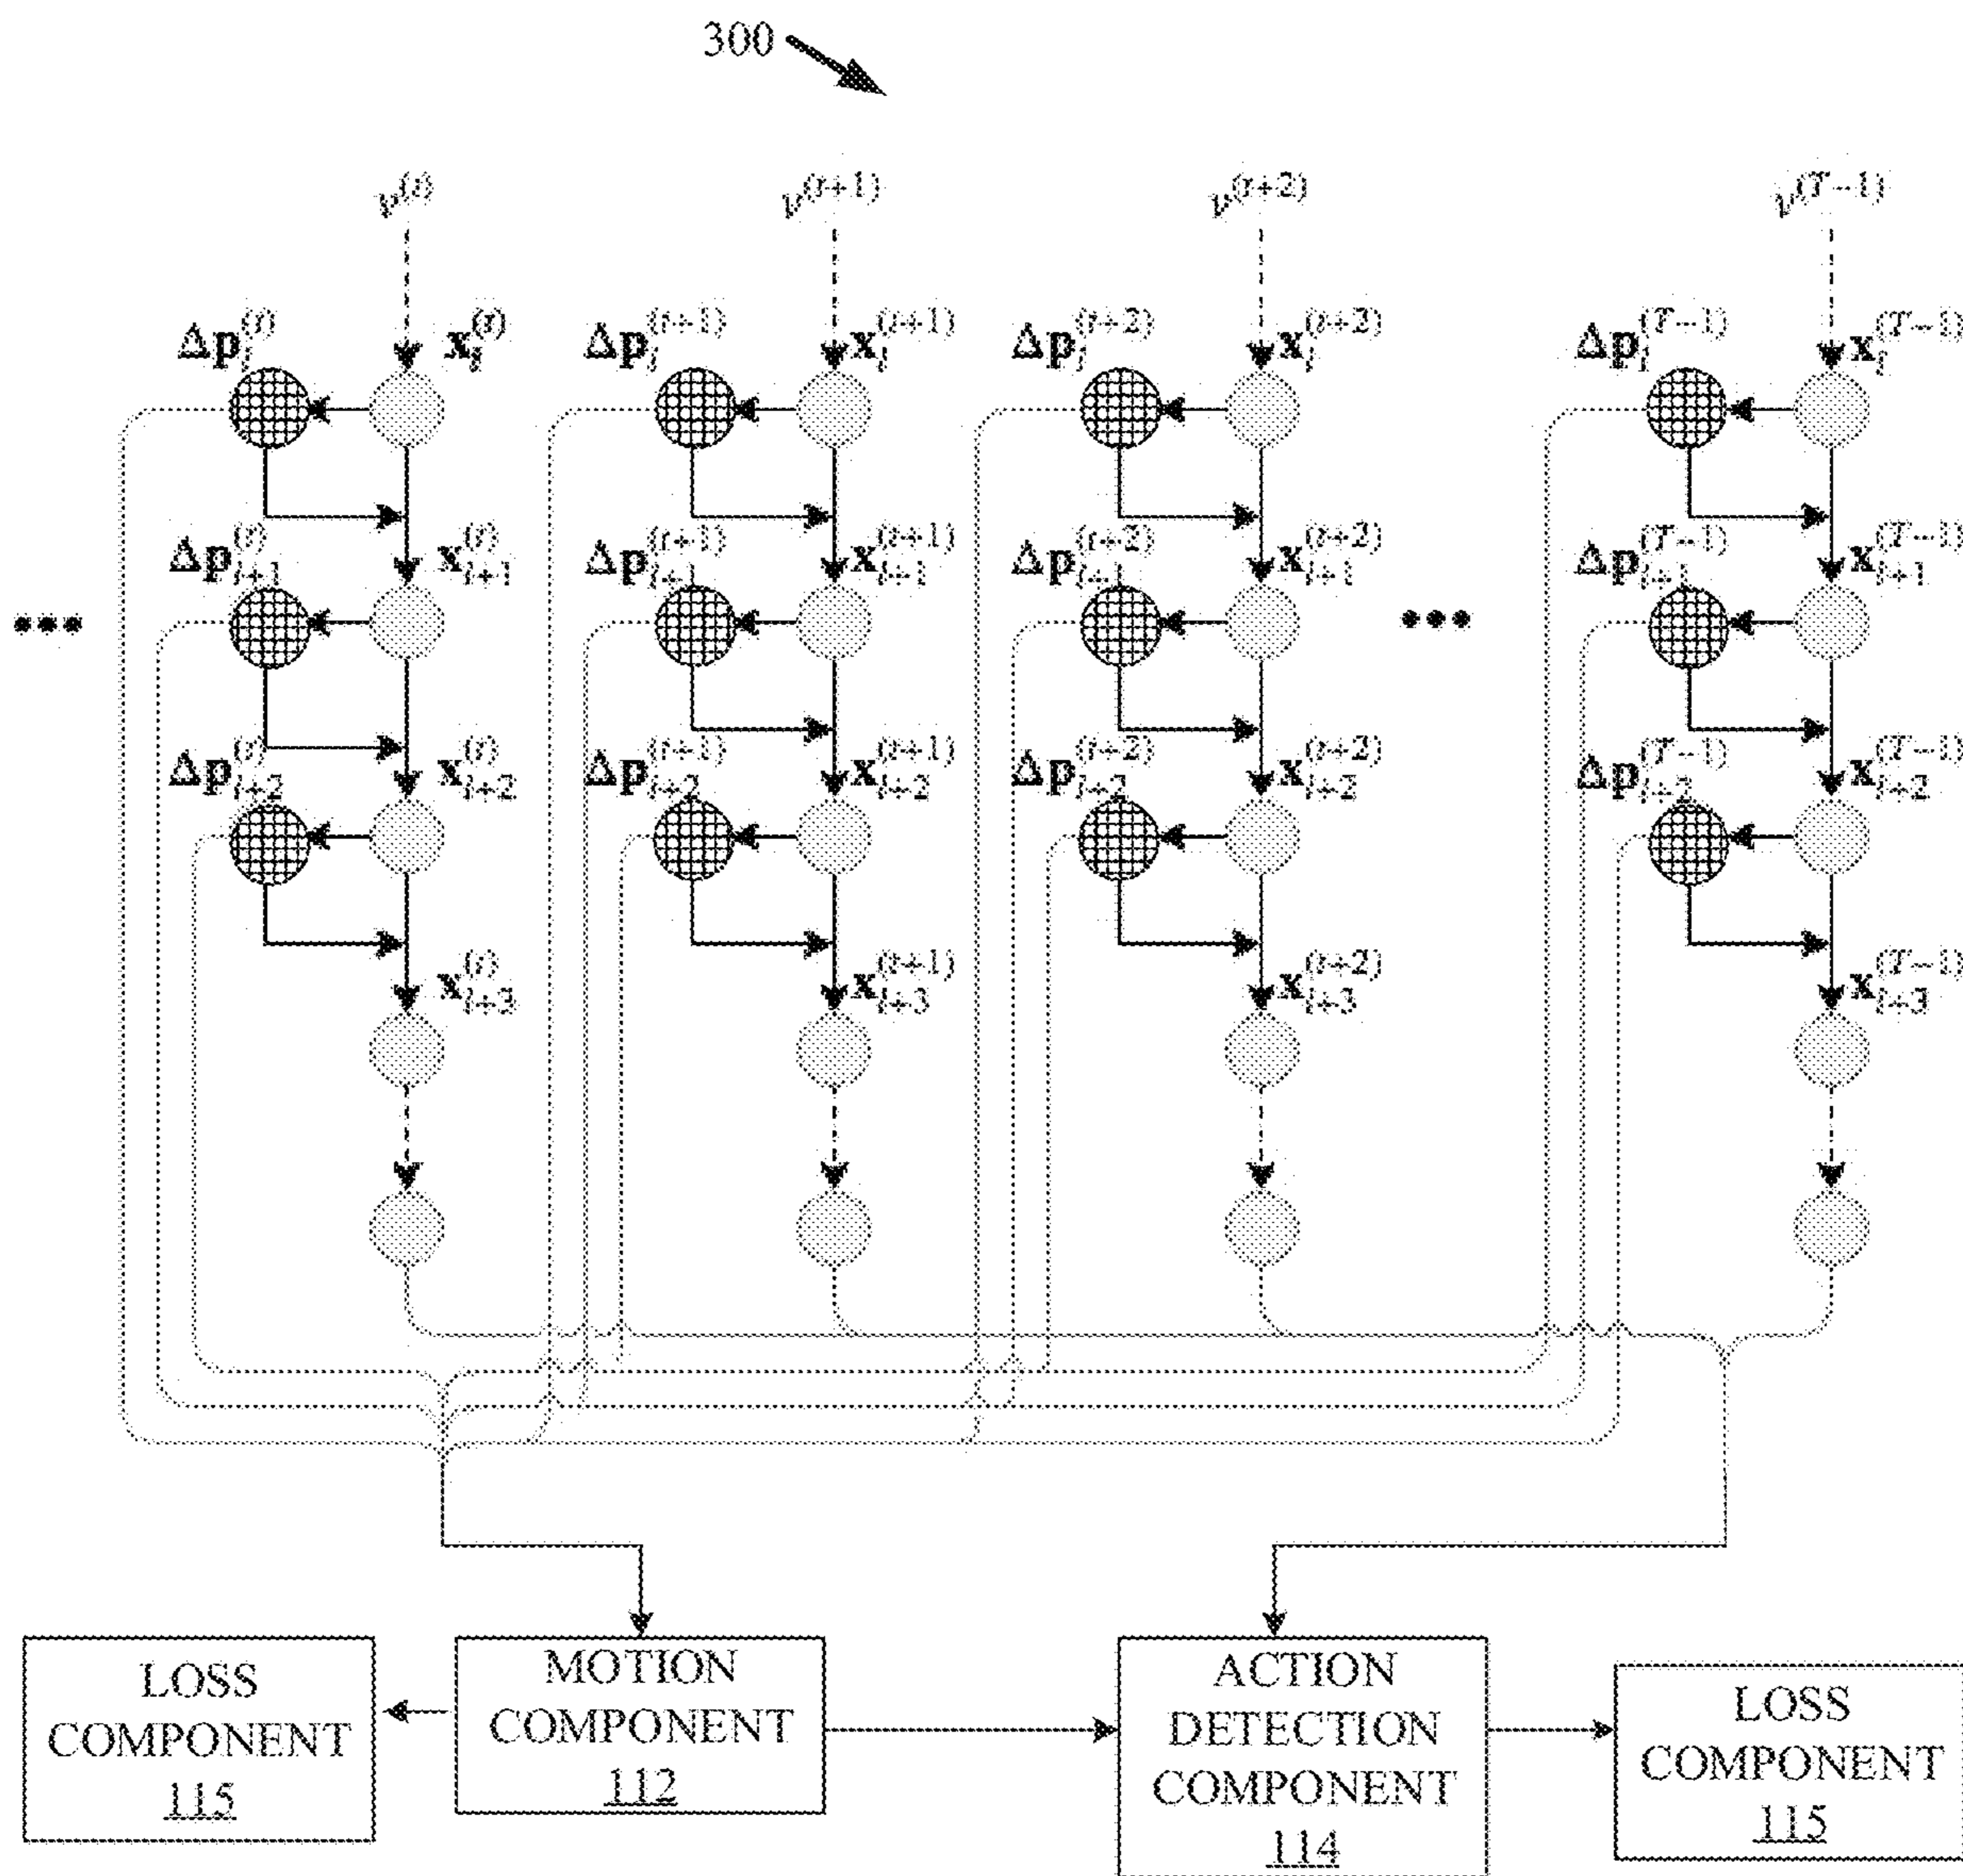 300
v^(t) v^(t+1) v^(t+2) v^(T-1)
Δp_l^(t) x_l^(t) Δp_l^(t+1) x_l^(t+1) Δp_l^(t+2) x_l^(t+2) Δp_l^(T-1) x_l^(T-1)
Δp_l+1^(t) x_l+1^(t) Δp_l+1^(t+1) x_l+1^(t+1) Δp_l+1^(t+2) x_l+1^(t+2) Δp_l+1^(T-1) x_l+1^(T-1)
••• •••
Δp_l+2^(t) x_l+2^(t) Δp_l+2^(t+1) x_l+2^(t+1) Δp_l+2^(t+2) x_l+2^(t+2) Δp_l+2^(T-1) x_l+2^(T-1)
x_l+3^(t) x_l+3^(t+1) x_l+3^(t+2) x_l+3^(T-1)
LOSS
COMPONENT
115
MOTION
COMPONENT
112
ACTION
DETECTION
COMPONENT
114
LOSS
COMPONENT
115